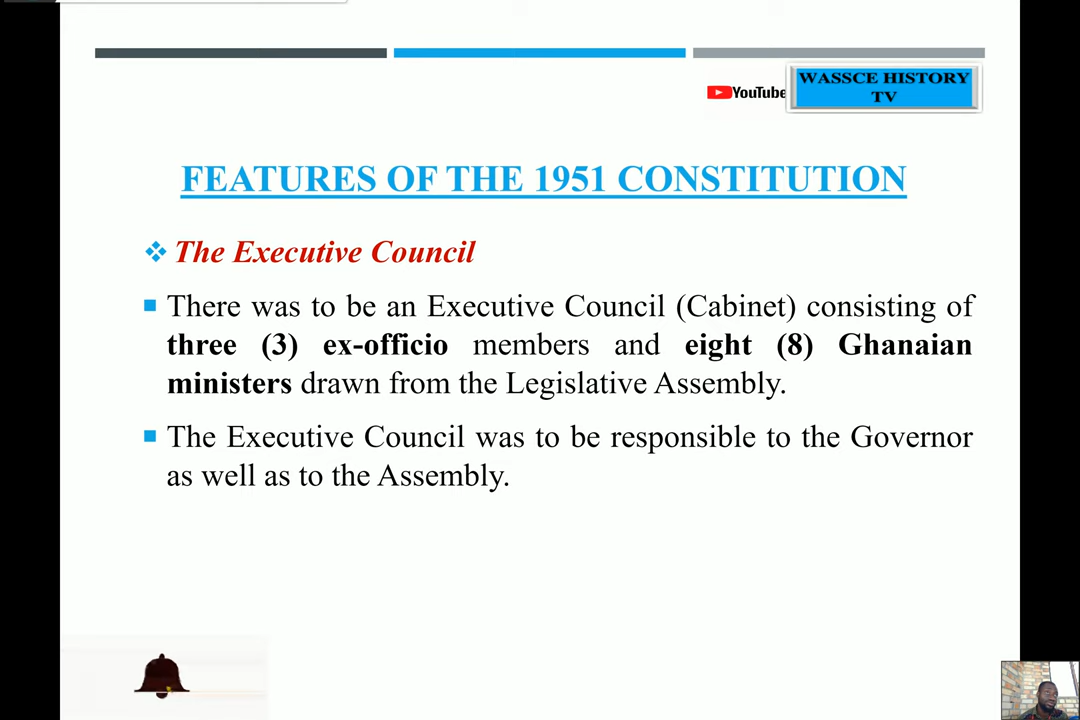 YouTube
WASSCE HISTORY
TV
FEATURES OF THE 1951 CONSTITUTION
The Executive Council
There was to be an Executive Council (Cabinet) consisting of
three (3) ex-officio members and eight (8) Ghanaian
ministers drawn from the Legislative Assembly.
The Executive Council was to be responsible to the Governor
as well as to the Assembly.